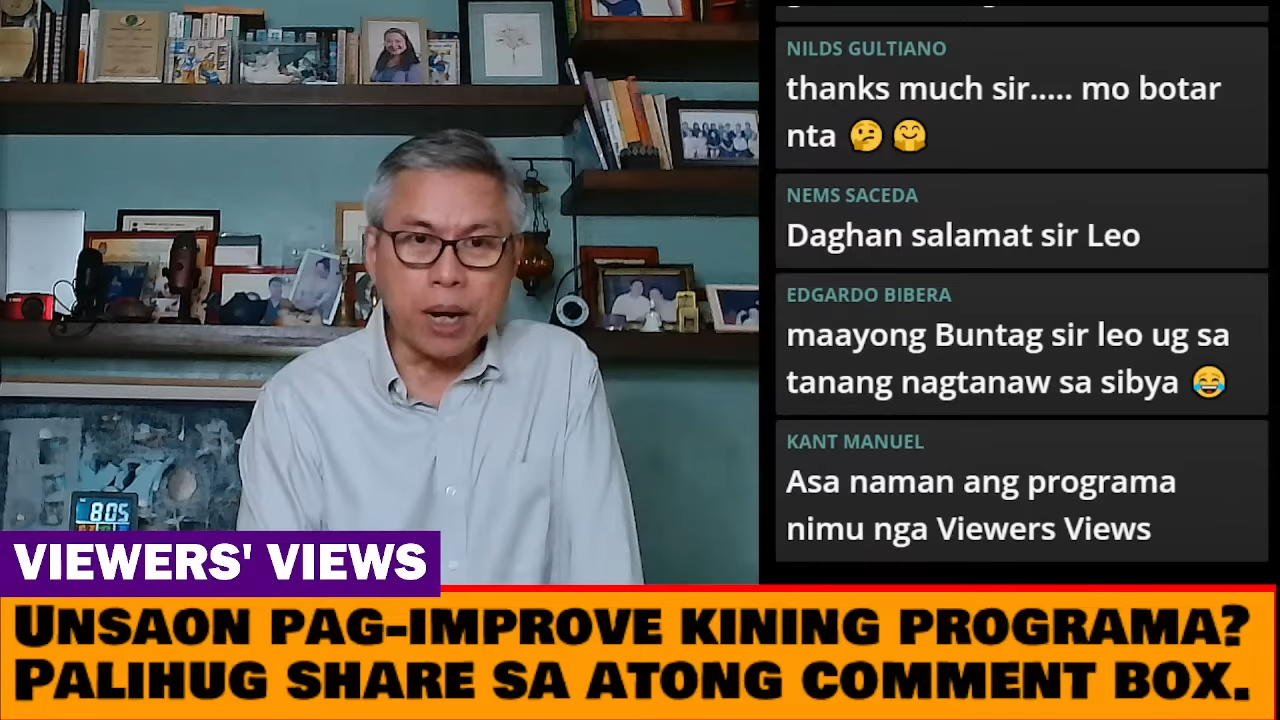 NILDS GULTIANO
thanks much sir..... mo botar
nta 🤔 🤗
NEMS SACEDA
Daghan salamat sir Leo
EDGARDO BIBERA
maayong Buntag sir leo ug sa
tanang nagtanaw sa sibya 😂
KANT MANUEL
Asa naman ang programa
nimu nga Viewers Views
805
VIEWERS' VIEWS
UNSAON PAG-IMPROVE KINING PROGRAMA?
PALIHUG SHARE SA ATONG COMMENT BOX.